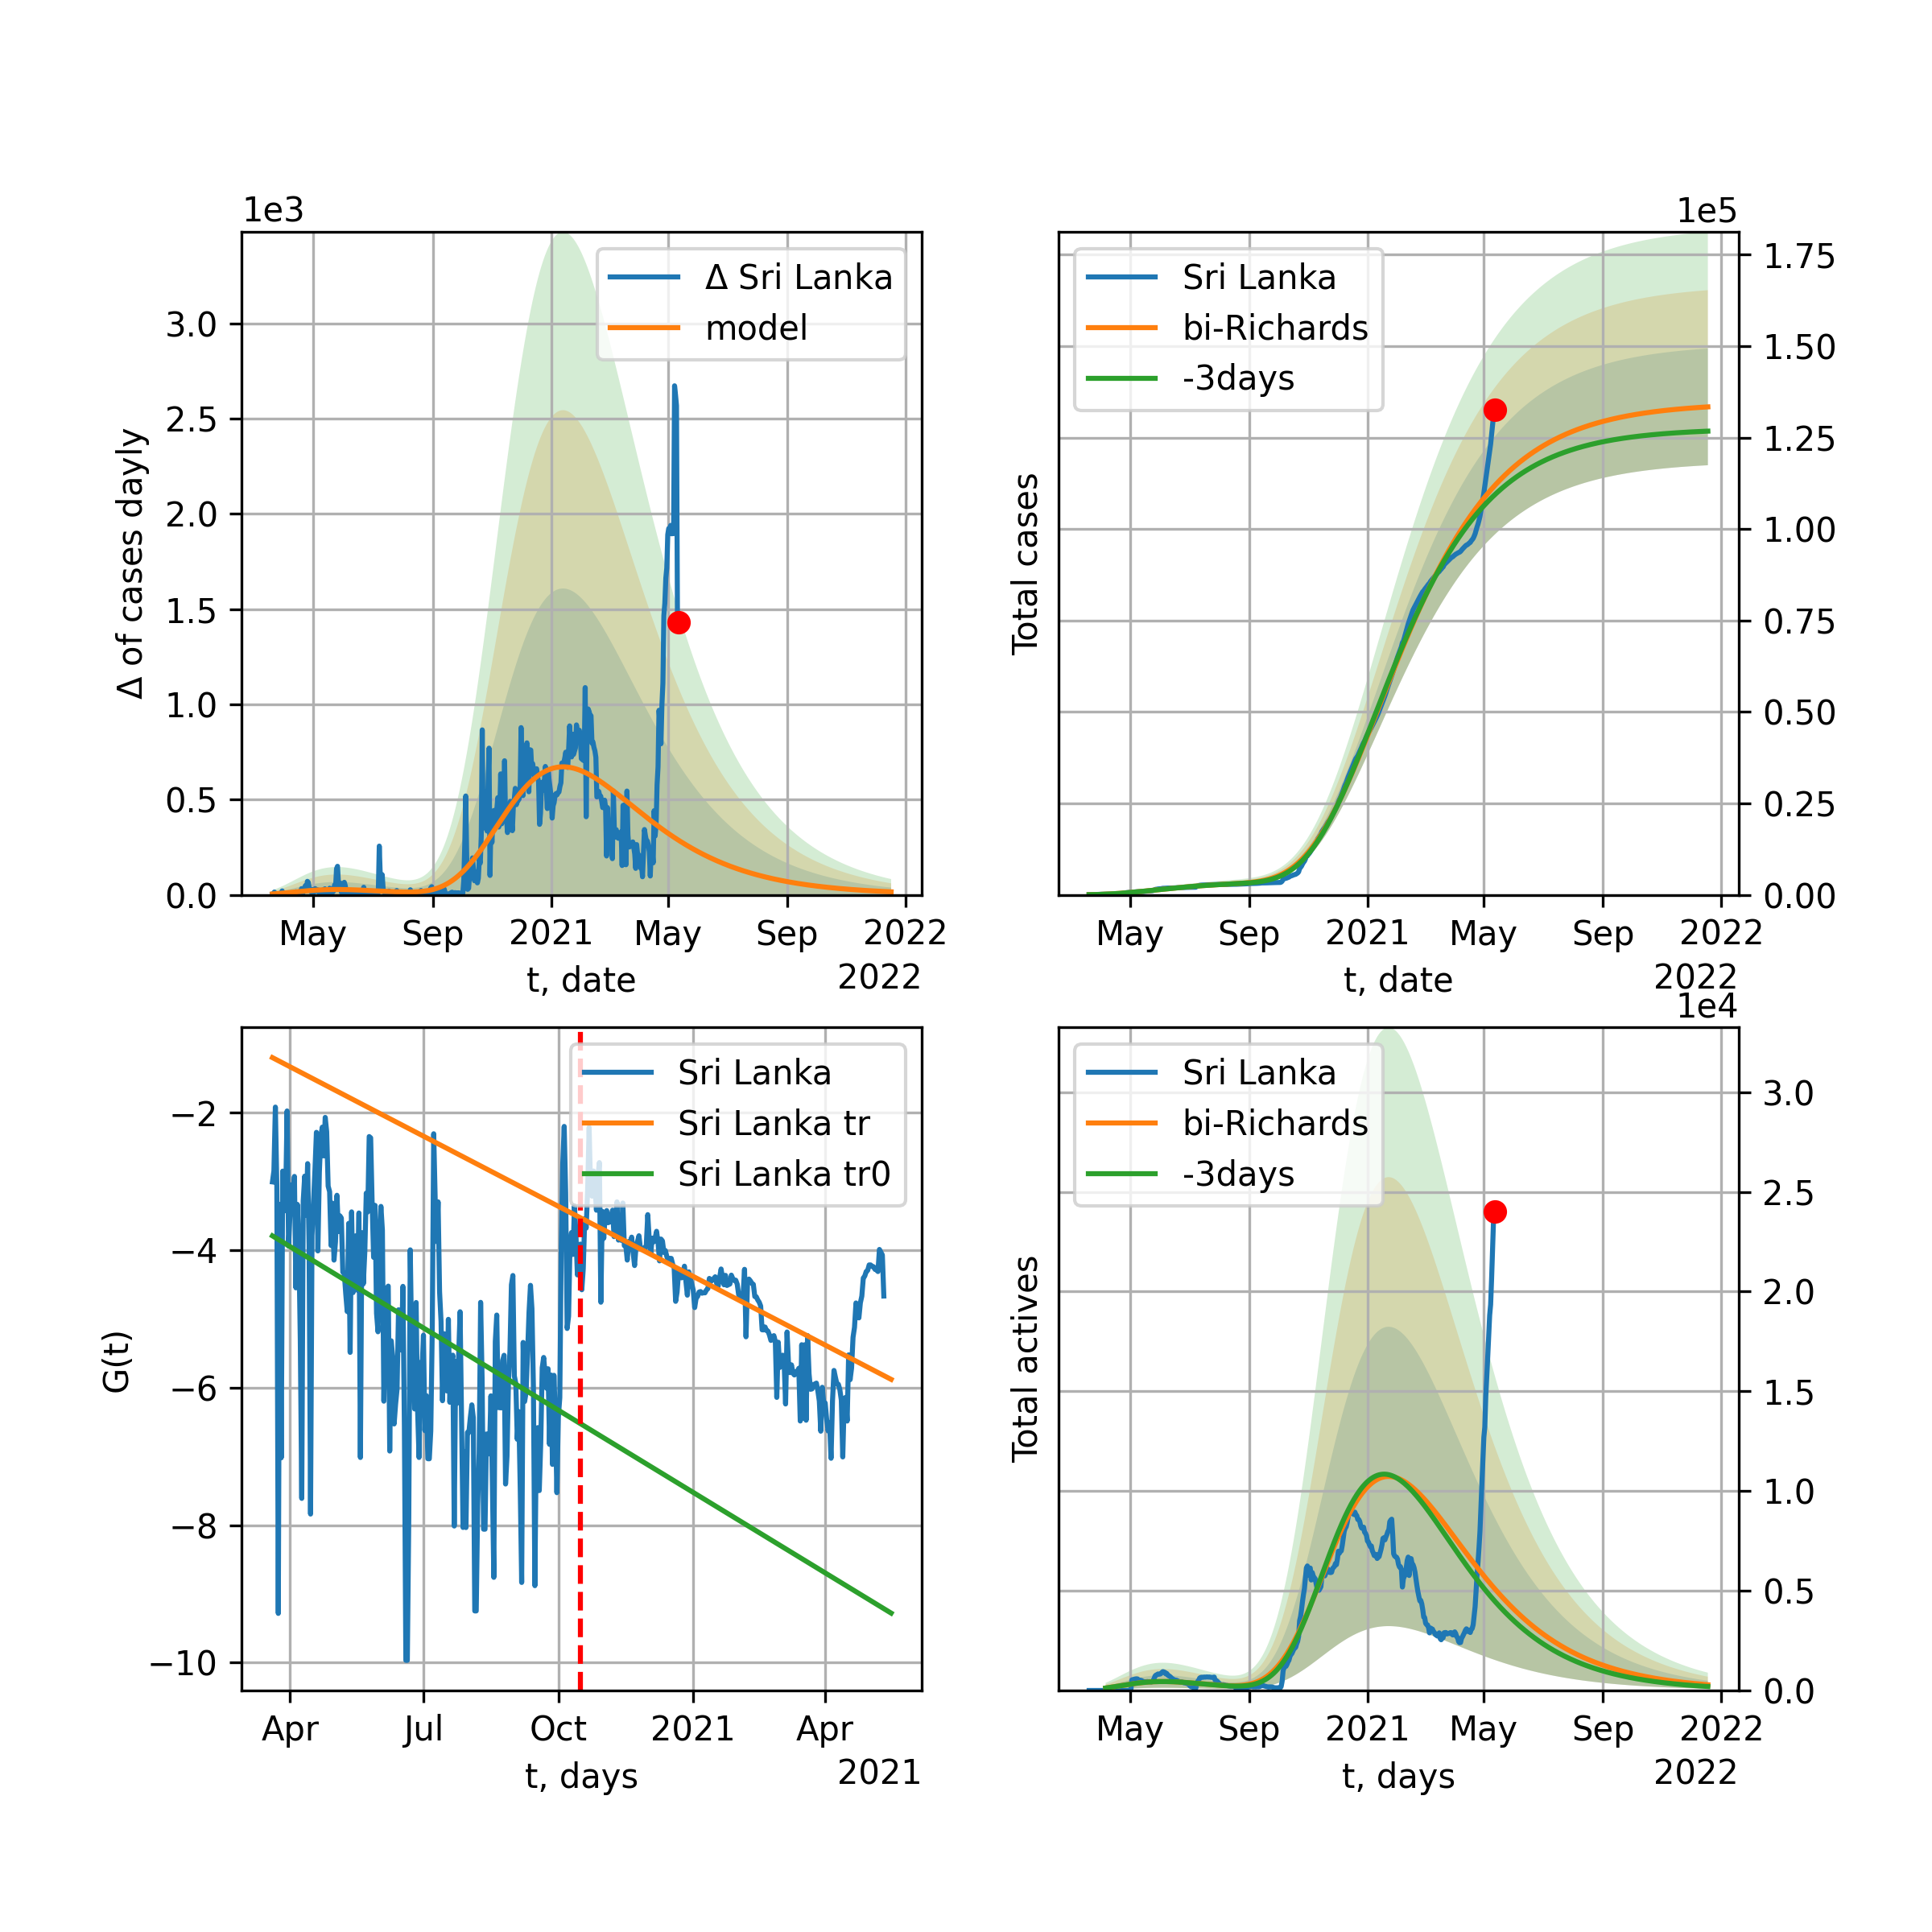 1e3
Δ Sri Lanka
model
3.0
2.5
2.0
1.5
1.0
0.5
0.0
Δ of cases dayly
May Sep 2021 May Sep 2022
t, date
2022
1e5
Sri Lanka
bi-Richards
-3days
1.75
1.50
1.25
1.00
0.75
0.50
0.25
0.00
Total cases
May Sep 2021 May Sep 2022
t, date
2022
Sri Lanka
Sri Lanka tr
Sri Lanka tr0
−2
−4
−6
−8
−10
G(t)
Apr Jul Oct 2021 Apr
t, days
2021
1e4
Sri Lanka
bi-Richards
-3days
3.0
2.5
2.0
1.5
1.0
0.5
0.0
Total actives
May Sep 2021 May Sep 2022
t, days
2022